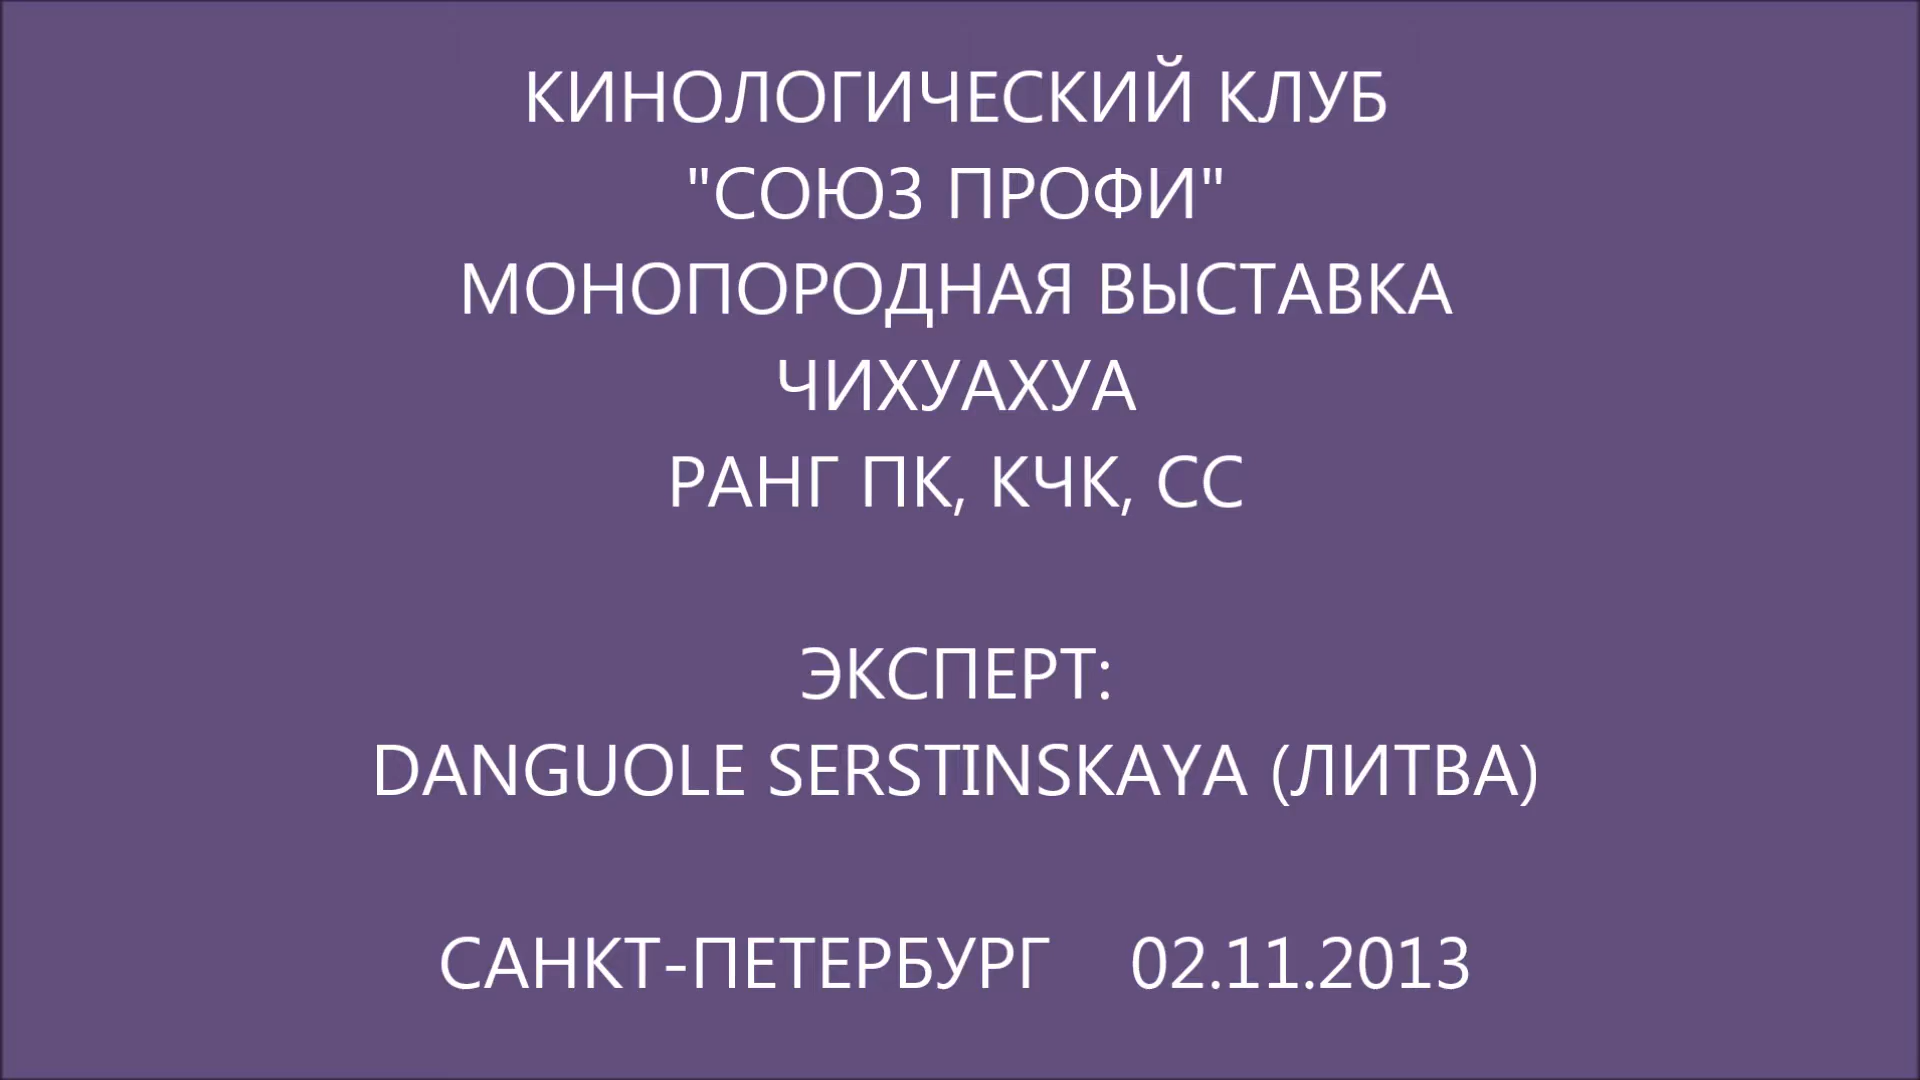 КИНОЛОГИЧЕСКИЙ КЛУБ
"СОЮЗ ПРОФИ"
МОНОПОРОДНАЯ ВЫСТАВКА
ЧИХУАХУА
РАНГ ПК, КЧК, СС
ЭКСПЕРТ:
DANGUOLE SERSTINSKAYA (ЛИТВА)
САНКТ-ПЕТЕРБУРГ 02.11.2013